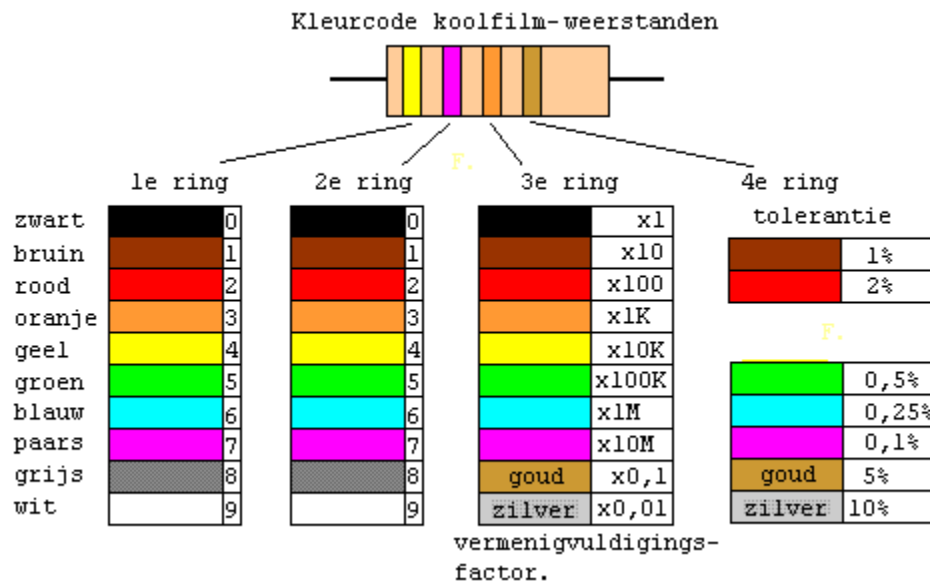 Kleurcode koolfilm-weerstanden
F.
1e ring 2e ring 3e ring 4e ring
tolerantie
zwart 0 0 x1
bruin 1 1 x10 1%
rood 2 2 x100 2%
oranje 3 3 x1K
F.
geel 4 4 x10K
groen 5 5 x100K 0,5%
blauw 6 6 x1M 0,25%
paars 7 7 x10M 0,1%
grijs 8 8 goud x0,1 goud 5%
wit 9 9 zilver x0,01 zilver 10%
vermenigvuldigings-
factor.